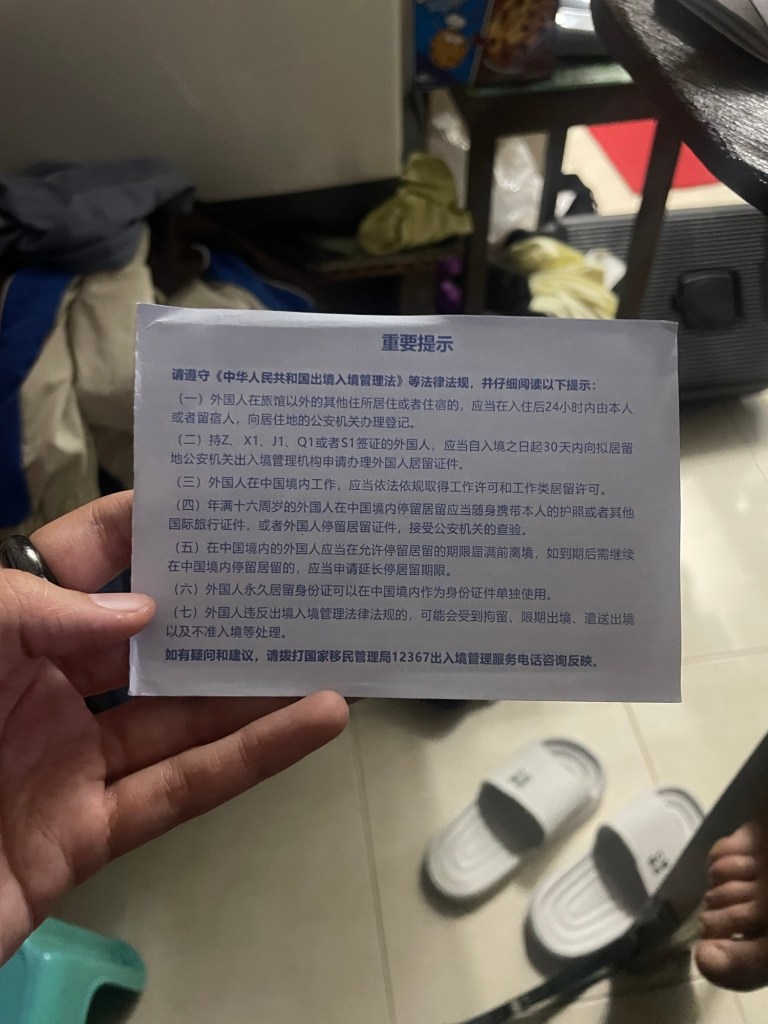 重要提示
请遵守《中华人民共和国出境入境管理法》等法律法规，并仔细阅读以下提示：
（一）外国人在旅馆以外的其他住所居住或者住宿的，应当在入住后24小时内由本人
或者留宿人，向居住地的公安机关办理登记。
（二）持Z、X1、J1、Q1或者S1签证的外国人，应当自入境之日起30天内向拟居留
地公安机关出入境管理机构申请办理外国人居留证件。
（三）外国人在中国境内工作，应当依法依规取得工作许可和工作类居留许可。
（四）年满十六周岁的外国人在中国境内停留居留应当随身携带本人的护照或者其他
国际旅行证件，或者外国人停留居留证件，接受公安机关的查验。
（五）在中国境内的外国人应当在允许停留居留的期限届满前离境，如到期后需继续
在中国境内停留居留的，应当申请延长停居留期限。
（六）外国人永久居留身份证可以在中国境内作为身份证件单独使用。
（七）外国人违反出境入境管理法律法规的，可能会受到拘留、限期出境、遣送出境
以及不准入境等处理。
如有疑问和建议，请拨打国家移民管理局12367出入境管理服务电话咨询反映。